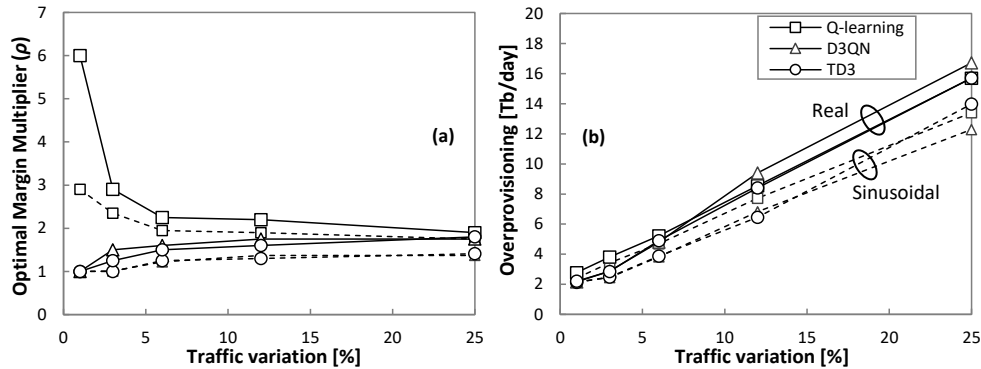 7
6
5
4
3
2
1
0
Optimal Margin Multiplier (ρ)
(a)
0 5 10 15 20 25
Traffic variation [%]
20
18
16
14
12
10
8
6
4
2
0
Overprovisioning [Tb/day]
Q-learning
D3QN
TD3
Real
(b)
Sinusoidal
0 5 10 15 20 25
Traffic variation [%]